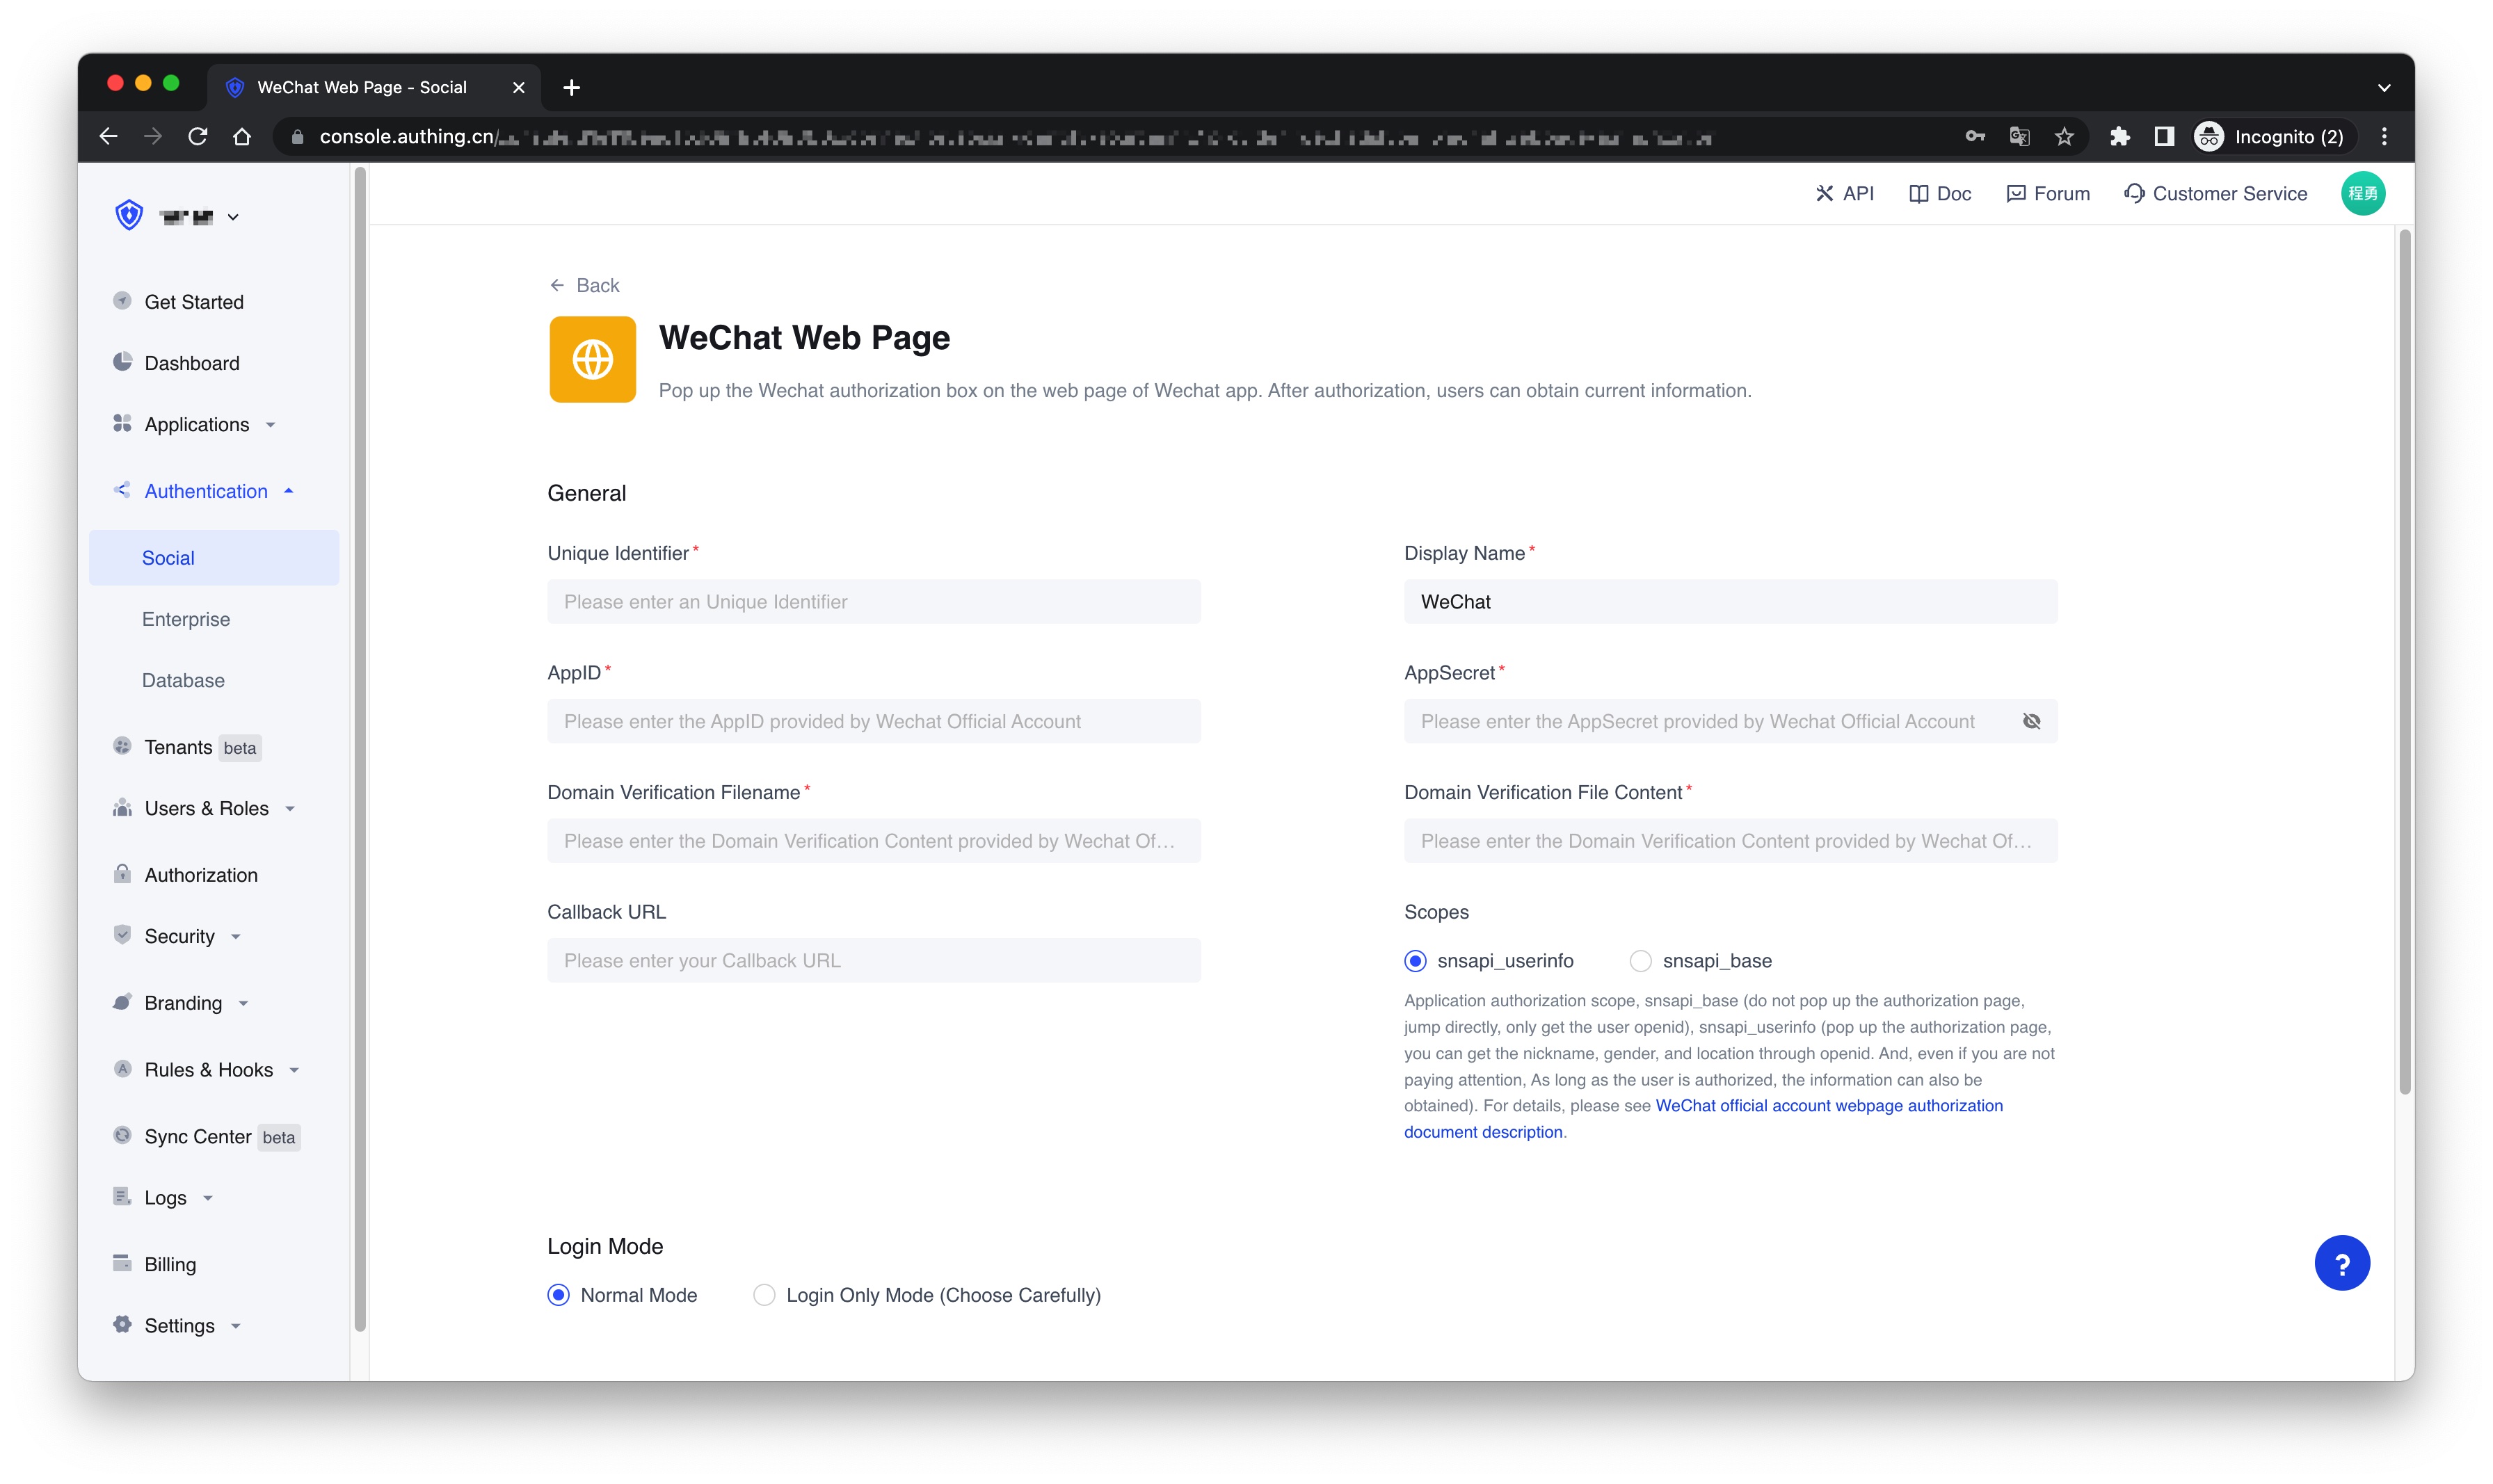 WeChat Web Page - Social
console.authing.cn/
Incognito (2)
API
Doc
Forum
Customer Service
程勇
Get Started
Dashboard
Applications
Authentication
Social
Enterprise
Database
Tenants beta
Users & Roles
Authorization
Security
Branding
Rules & Hooks
Sync Center beta
Logs
Billing
Settings
Back
WeChat Web Page
Pop up the Wechat authorization box on the web page of Wechat app. After authorization, users can obtain current information.
General
Unique Identifier*
Please enter an Unique Identifier
Display Name*
WeChat
AppID*
Please enter the AppID provided by Wechat Official Account
AppSecret*
Please enter the AppSecret provided by Wechat Official Account
Domain Verification Filename*
Please enter the Domain Verification Content provided by Wechat Of...
Domain Verification File Content*
Please enter the Domain Verification Content provided by Wechat Of...
Callback URL
Please enter your Callback URL
Scopes
snsapi_userinfo
snsapi_base
Application authorization scope, snsapi_base (do not pop up the authorization page,
jump directly, only get the user openid), snsapi_userinfo (pop up the authorization page,
you can get the nickname, gender, and location through openid. And, even if you are not
paying attention, As long as the user is authorized, the information can also be
obtained). For details, please see WeChat official account webpage authorization
document description.
Login Mode
Normal Mode
Login Only Mode (Choose Carefully)
?